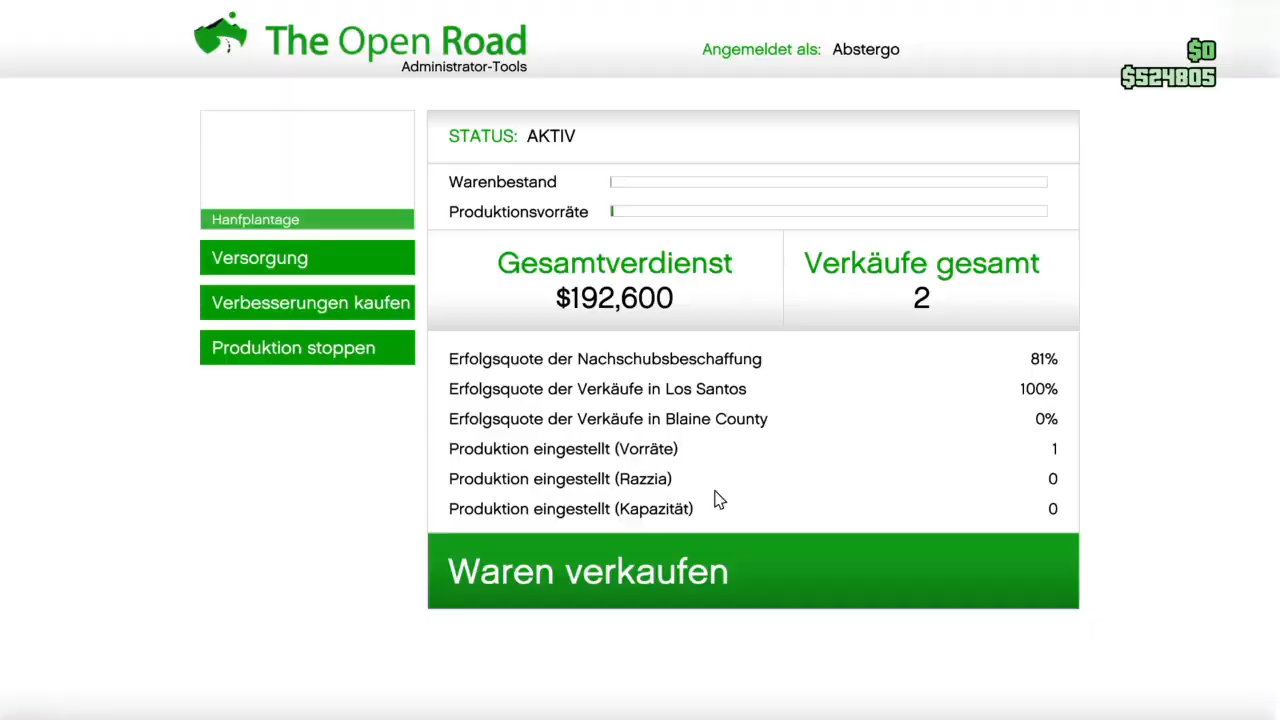 The Open Road
Administrator-Tools
Angemeldet als: Abstergo
$0
$524805
Hanfplantage
Versorgung
Verbesserungen kaufen
Produktion stoppen
STATUS: AKTIV
Warenbestand
Produktionsvorräte
Gesamtverdienst
$192,600
Verkäufe gesamt
2
Erfolgsquote der Nachschubsbeschaffung 81%
Erfolgsquote der Verkäufe in Los Santos 100%
Erfolgsquote der Verkäufe in Blaine County 0%
Produktion eingestellt (Vorräte) 1
Produktion eingestellt (Razzia) 0
Produktion eingestellt (Kapazität) 0
Waren verkaufen